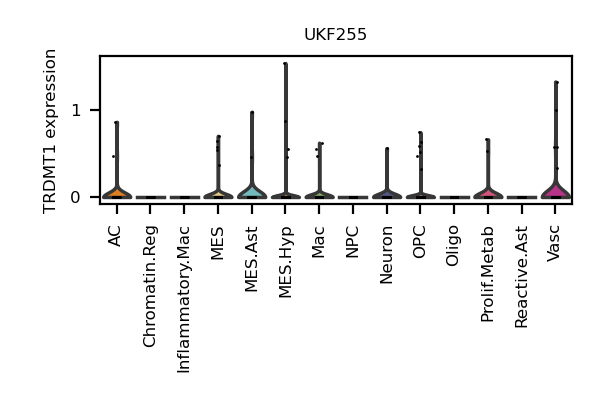 UKF255
TRDMT1 expression
1
0
AC
Chromatin.Reg
Inflammatory.Mac
MES
MES.Ast
MES.Hyp
Mac
NPC
Neuron
OPC
Oligo
Prolif.Metab
Reactive.Ast
Vasc